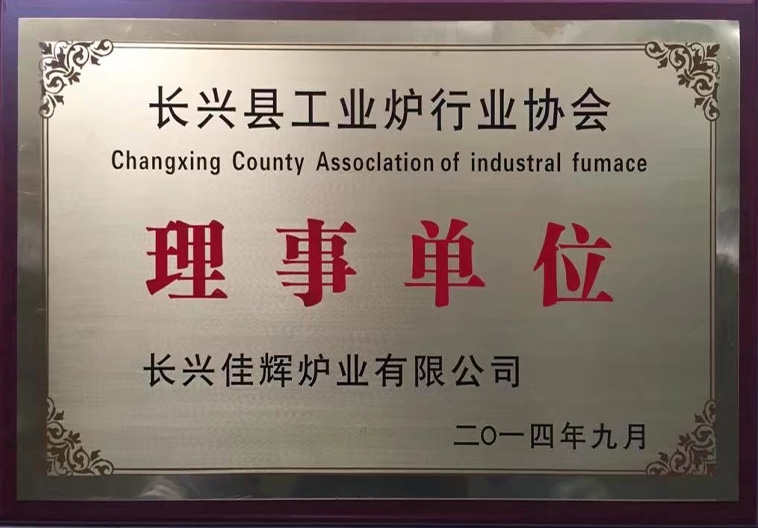 长兴县工业炉行业协会
Changxing County Assoclation of industral fumace
理事单位
长兴佳辉炉业有限公司
二〇一四年九月